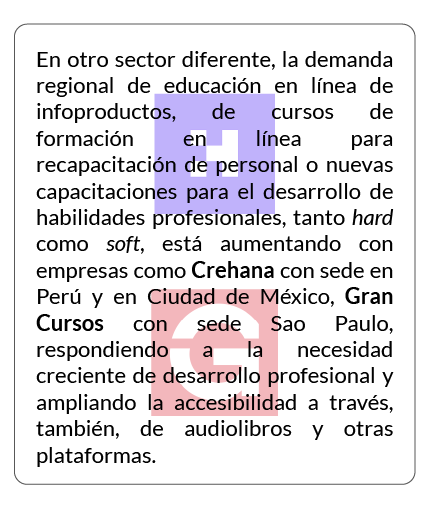 En otro sector diferente, la demanda
regional de educación en línea de
infoproductos, de cursos de
formación en línea para
recapacitación de personal o nuevas
capacitaciones para el desarrollo de
habilidades profesionales, tanto hard
como soft, está aumentando con
empresas como Crehana con sede en
Perú y en Ciudad de México, Gran
Cursos con sede Sao Paulo,
respondiendo a la necesidad
creciente de desarrollo profesional y
ampliando la accesibilidad a través,
también, de audiolibros y otras
plataformas.